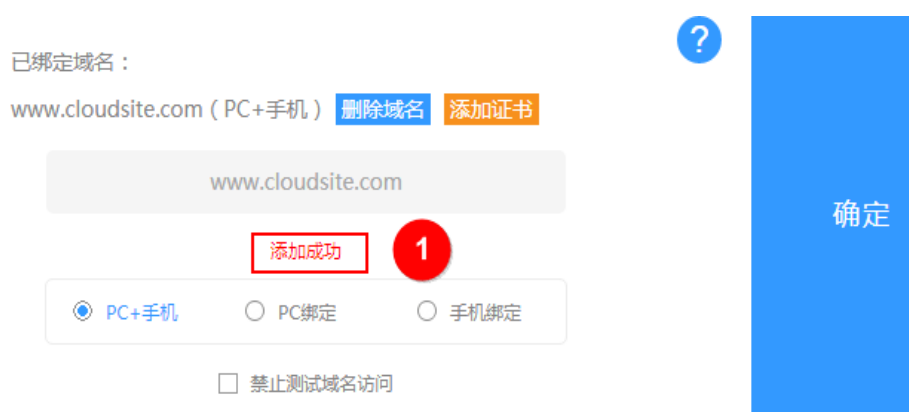 ?
已绑定域名：
www.cloudsite.com（PC+手机） 删除域名 添加证书
www.cloudsite.com
确定
添加成功 1
PC+手机 PC绑定 手机绑定
禁止测试域名访问